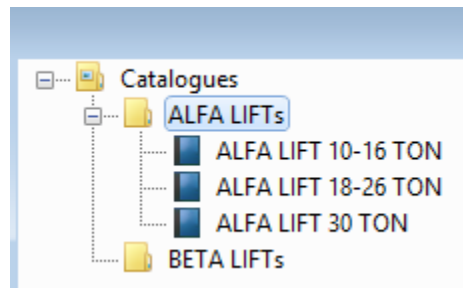 Catalogues
ALFA LIFTs
ALFA LIFT 10-16 TON
ALFA LIFT 18-26 TON
ALFA LIFT 30 TON
BETA LIFTs